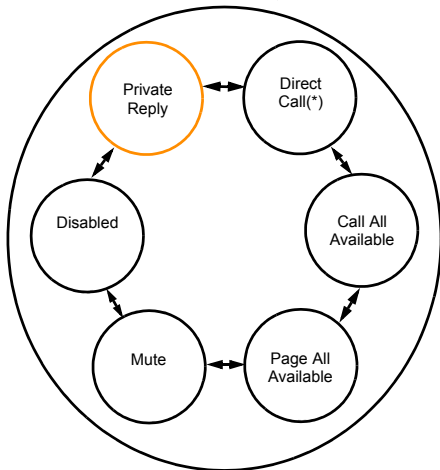 Private
Reply
Direct
Call(*)
Call All
Available
Page All
Available
Mute
Disabled